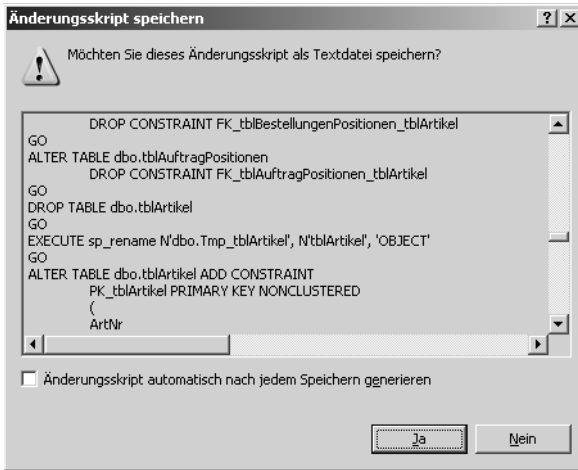 Änderungsskript speichern
Möchten Sie dieses Änderungsskript als Textdatei speichern?
DROP CONSTRAINT FK_tblBestellungenPositionen_tblArtikel
GO
ALTER TABLE dbo.tblAuftragPositionen
DROP CONSTRAINT FK_tblAuftragPositionen_tblArtikel
GO
DROP TABLE dbo.tblArtikel
GO
EXECUTE sp_rename N'dbo.Tmp_tblArtikel', N'tblArtikel', 'OBJECT'
GO
ALTER TABLE dbo.tblArtikel ADD CONSTRAINT
PK_tblArtikel PRIMARY KEY NONCLUSTERED
(
ArtNr
Änderungsskript automatisch nach jedem Speichern generieren
Ja Nein